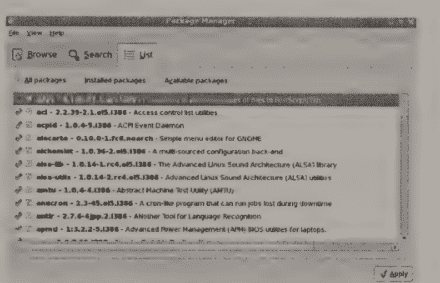 Package Manager
File View Help
Browse Search List
All packages Installed packages Available packages
acl - 2.2.39-2.1.el5.i386 - Access control list utilities
acpid - 1.0.4-5.i386 - ACPI Event Daemon
alacarte - 0.10.0-1.fc6.noarch - Simple menu editor for GNOME
alchemist - 1.0.36-2.el5.i386 - A multi-sourced configuration back-end
alsa-lib - 1.0.14-1.rc4.el5.i386 - The Advanced Linux Sound Architecture (ALSA) library
alsa-utils - 1.0.14-2.rc4.el5.i386 - Advanced Linux Sound Architecture (ALSA) utilities
amtu - 1.0.4-4.i386 - Abstract Machine Test Utility (AMTU)
anacron - 2.3-45.el5.i386 - A cron-like program that can run jobs lost during downtime
antlr - 2.7.6-4jpp.2.i386 - ANother Tool for Language Recognition
apmd - 1:3.2.2-5.i386 - Advanced Power Management (APM) BIOS utilities for laptops.
Apply